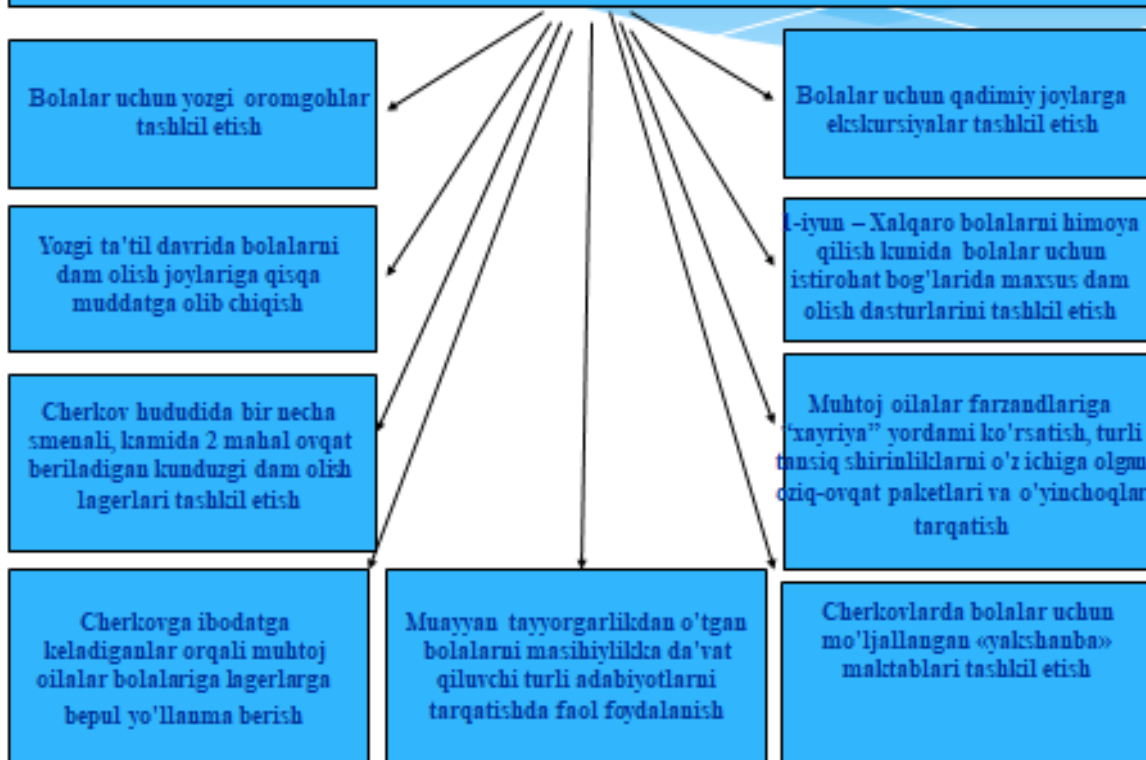 Bolalar uchun yozgi oromgohlar
tashkil etish
Bolalar uchun qadimiy joylarga
ekskursiyalar tashkil etish
Yozgi ta'til davrida bolalarni
dam olish joylariga qisqa
muddatga olib chiqish
1-iyun – Xalqaro bolalarni himoya
qilish kunida bolalar uchun
istirohat bog'larida maxsus dam
olish dasturlarini tashkil etish
Cherkov hududida bir necha
smenali, kamida 2 mahal ovqat
beriladigan kunduzgi dam olish
lagerlari tashkil etish
Muhtoj oilalar farzandlariga
"xayriya" yordami ko'rsatish, turli
tansiq shirinliklarni o'z ichiga olgan
oziq-ovqat paketlari va o'yinchoqlar
tarqatish
Cherkovga ibodatga
keladiganlar orqali muhtoj
oilalar bolalariga lagerlarga
bepul yo'llanma berish
Muayyan tayyorgarlikdan o'tgan
bolalarni masihiylikka da'vat
qiluvchi turli adabiyotlarni
tarqatishda faol foydalanish
Cherkovlarda bolalar uchun
mo'ljallangan «yakshanba»
maktablari tashkil etish